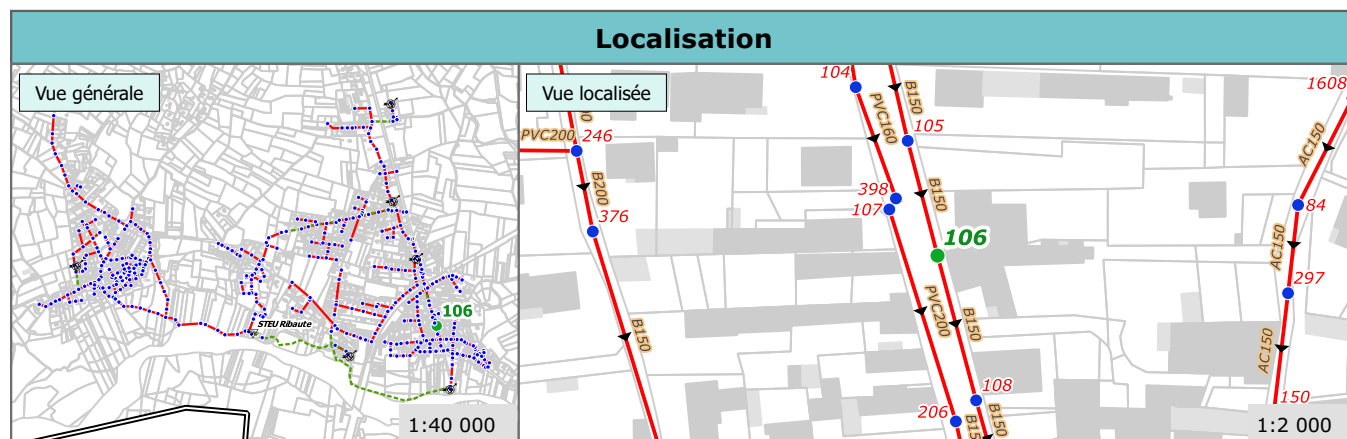 Localisation
Vue générale
106
STEU Ribaute
1:40 000
Vue localisée
104
B150
1608
PVC160
105
AC150
PVC200
246
B200
B150
398
107
84
376
106
AC150
297
PVC200
B150
B150
AC150
108
150
206
B150
1:2 000